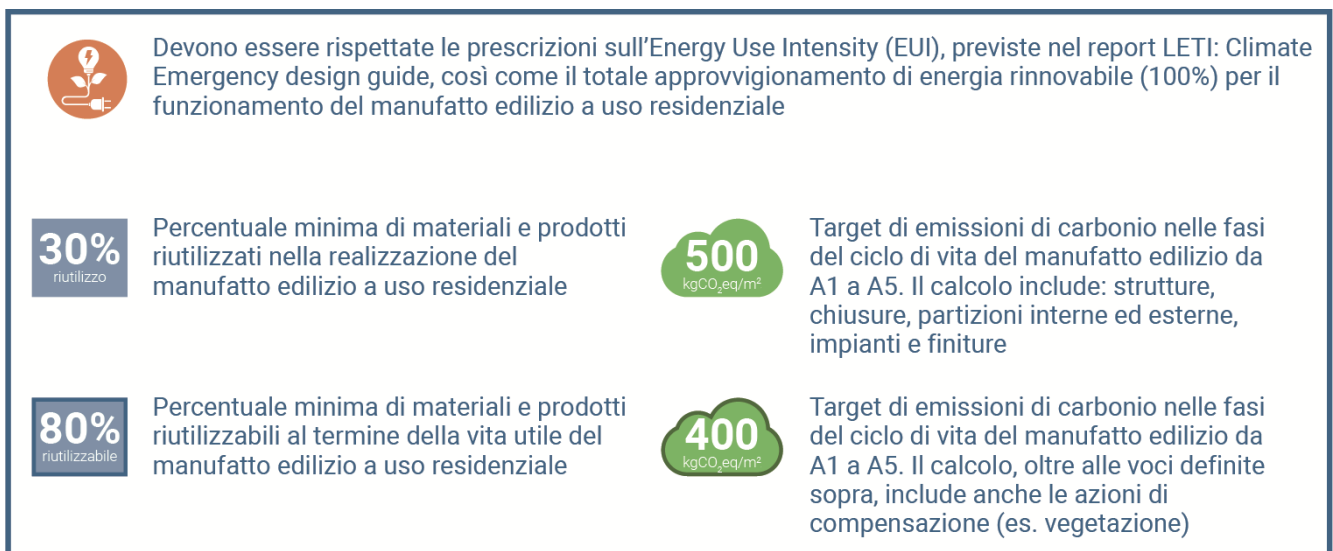 Devono essere rispettate le prescrizioni sull'Energy Use Intensity (EUI), previste nel report LETI: Climate
Emergency design guide, così come il totale approvvigionamento di energia rinnovabile (100%) per il
funzionamento del manufatto edilizio a uso residenziale
30%
riutilizzo
Percentuale minima di materiali e prodotti
riutilizzati nella realizzazione del
manufatto edilizio a uso residenziale
500
kgCO₂eq/m²
Target di emissioni di carbonio nelle fasi
del ciclo di vita del manufatto edilizio da
A1 a A5. Il calcolo include: strutture,
chiusure, partizioni interne ed esterne,
impianti e finiture
80%
riutilizzabile
Percentuale minima di materiali e prodotti
riutilizzabili al termine della vita utile del
manufatto edilizio a uso residenziale
400
kgCO₂eq/m²
Target di emissioni di carbonio nelle fasi
del ciclo di vita del manufatto edilizio da
A1 a A5. Il calcolo, oltre alle voci definite
sopra, include anche le azioni di
compensazione (es. vegetazione)